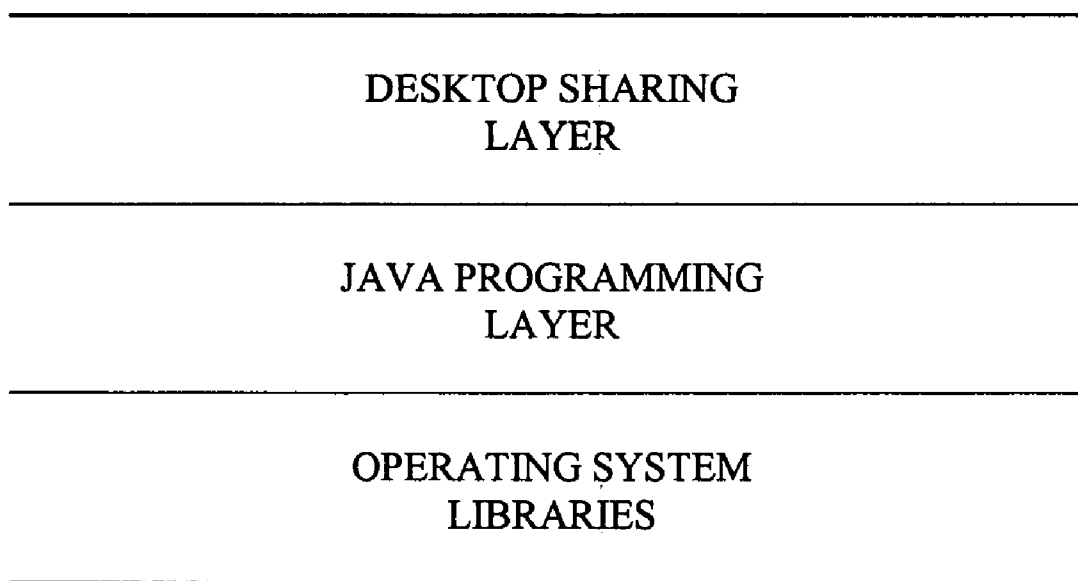 DESKTOP SHARING
LAYER
JAVA PROGRAMMING
LAYER
OPERATING SYSTEM
LIBRARIES